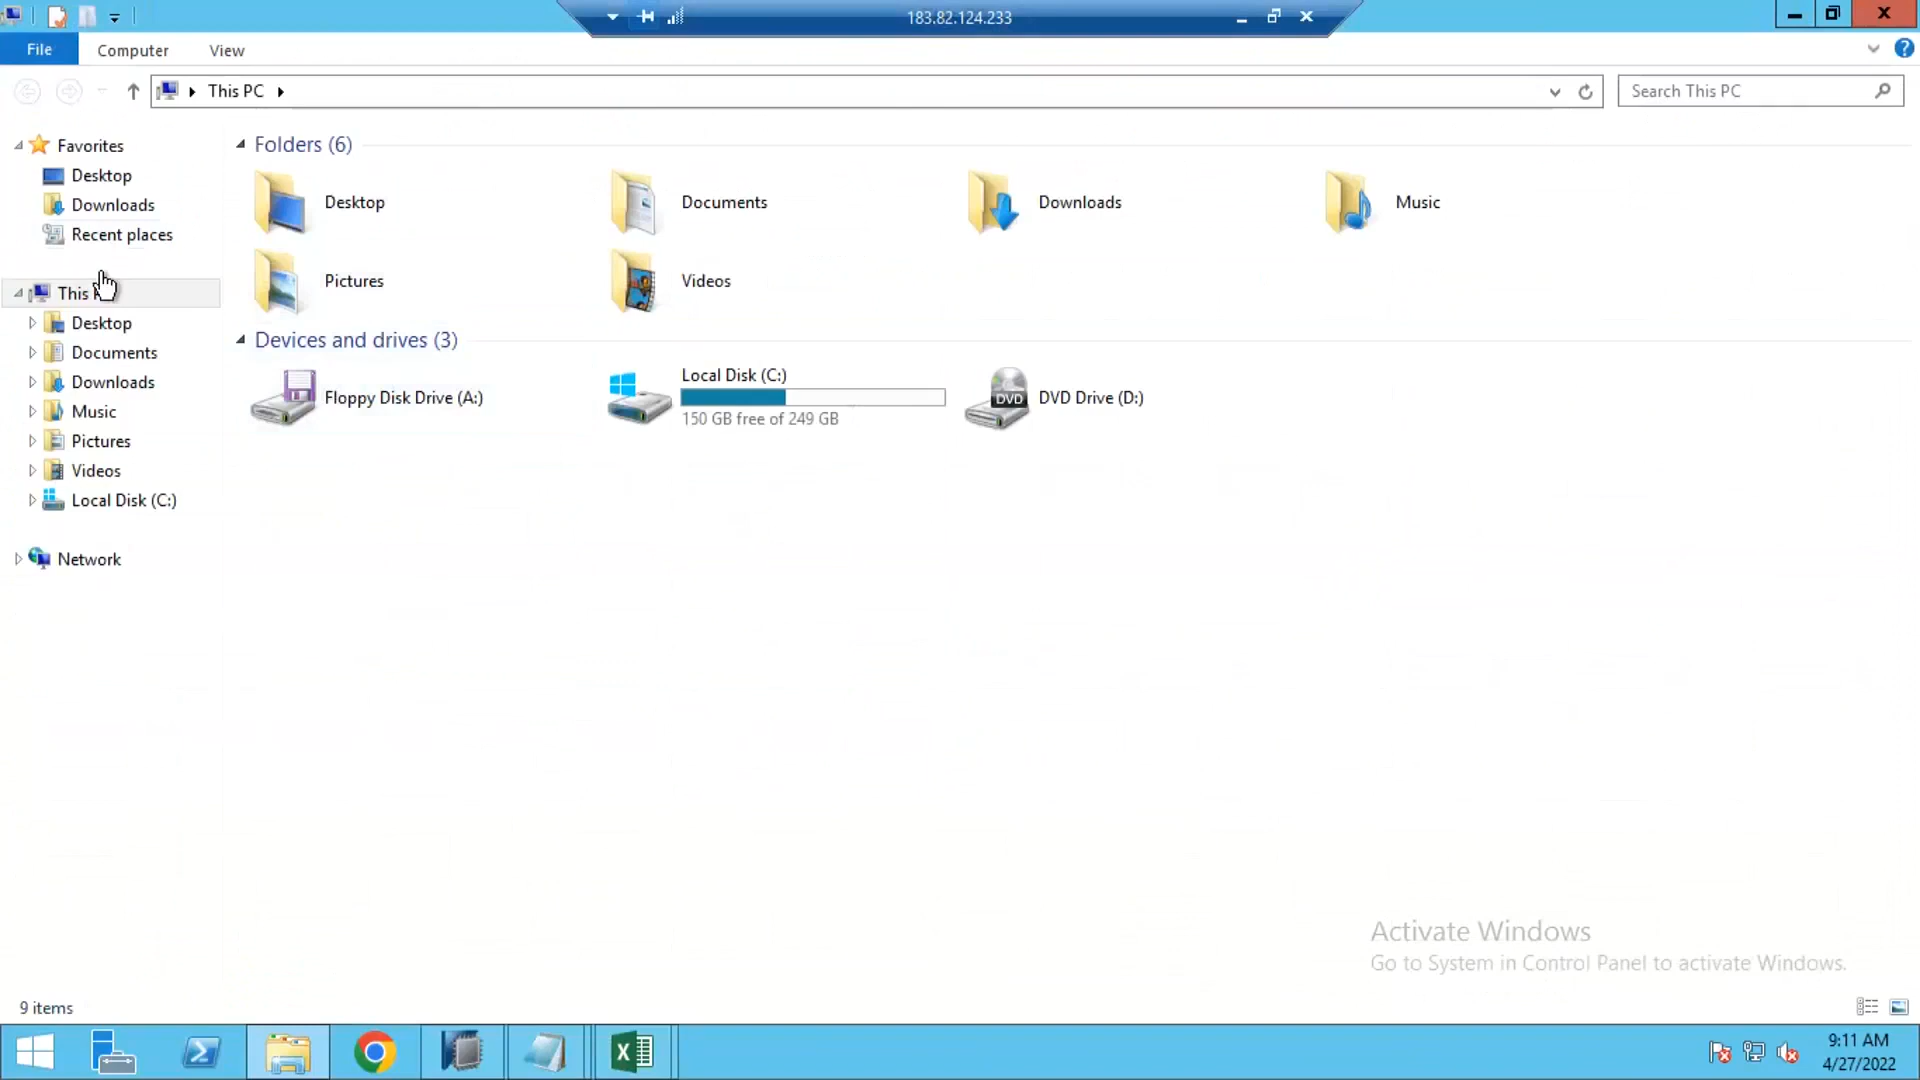 183.82.124.233
File Computer View
This PC
Search This PC
Favorites
Desktop
Downloads
Recent places
This
Desktop
Documents
Downloads
Music
Pictures
Videos
Local Disk (C:)
Network
Folders (6)
Desktop
Documents
Downloads
Music
Pictures
Videos
Devices and drives (3)
Floppy Disk Drive (A:)
Local Disk (C:)
150 GB free of 249 GB
DVD
DVD Drive (D:)
Activate Windows
Go to System in Control Panel to activate Windows.
9 items
9:11 AM
4/27/2022